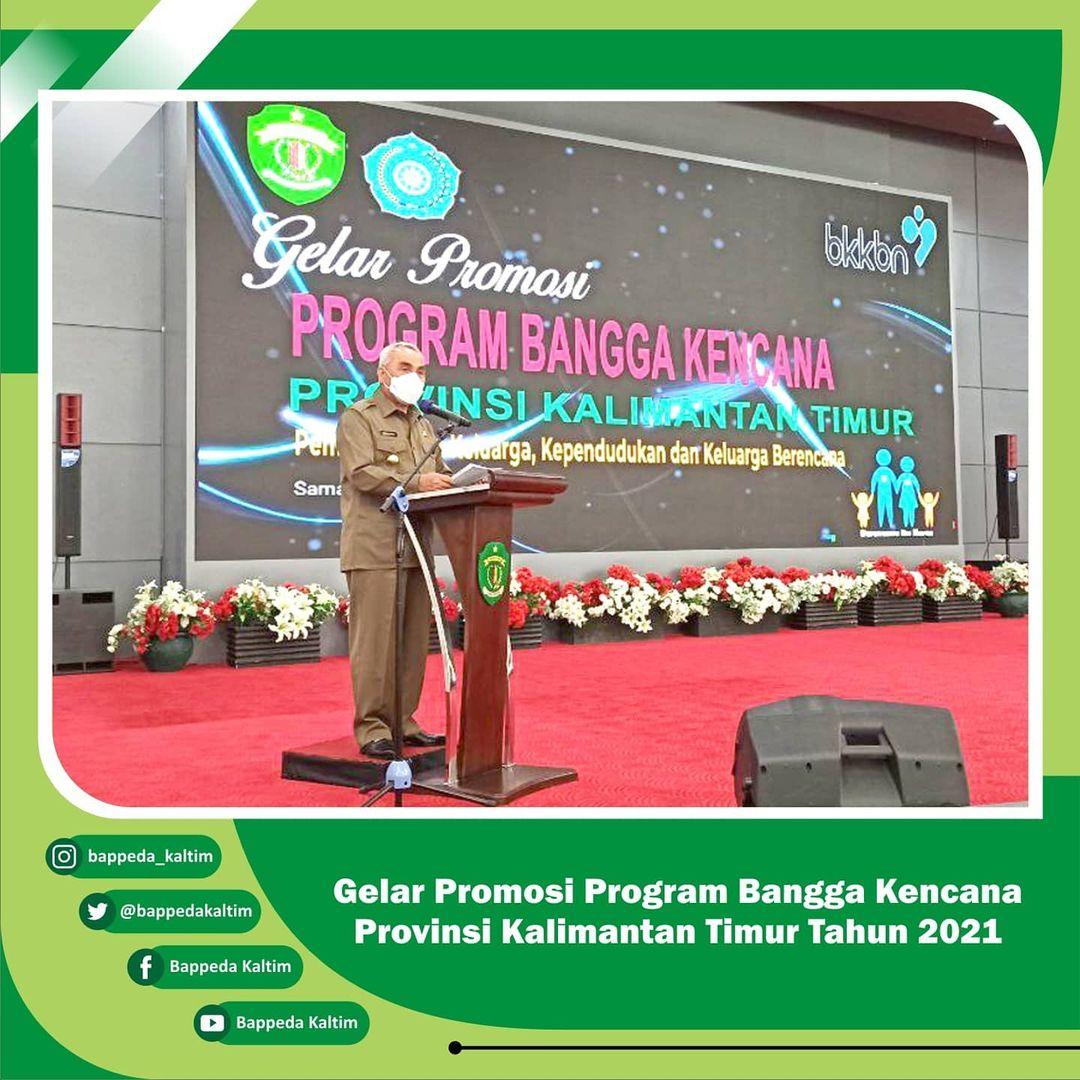 Gelar Promosi
bkkbn
PROGRAM BANGGA KENCANA
PROVINSI KALIMANTAN TIMUR
Keluarga, Kependudukan dan Keluarga Berencana
bappeda_kaltim
@bappedakaltim
Bappeda Kaltim
Bappeda Kaltim
Gelar Promosi Program Bangga Kencana
Provinsi Kalimantan Timur Tahun 2021